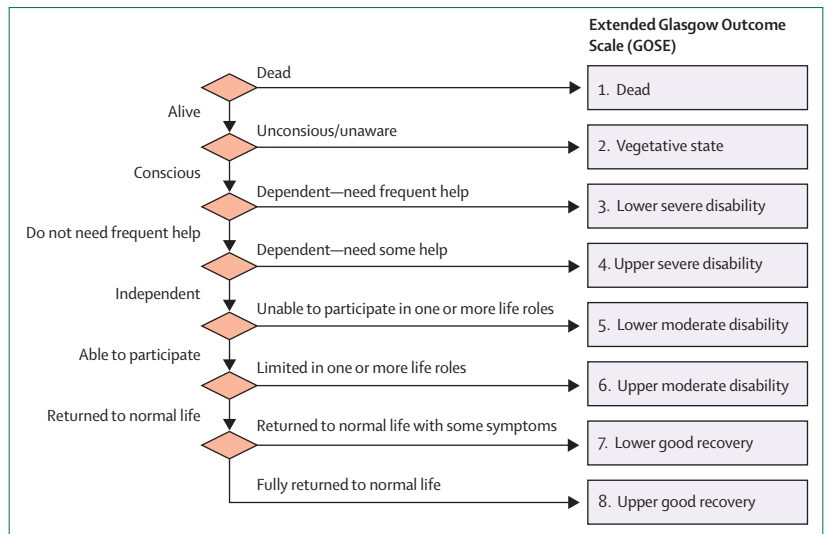 Extended Glasgow Outcome
Scale (GOSE)
Dead
1. Dead
Alive
Unconsious/unaware
2. Vegetative state
Conscious
Dependent—need frequent help
3. Lower severe disability
Do not need frequent help
Dependent—need some help
4. Upper severe disability
Independent
Unable to participate in one or more life roles
5. Lower moderate disability
Able to participate
Limited in one or more life roles
6. Upper moderate disability
Returned to normal life
Returned to normal life with some symptoms
7. Lower good recovery
Fully returned to normal life
8. Upper good recovery